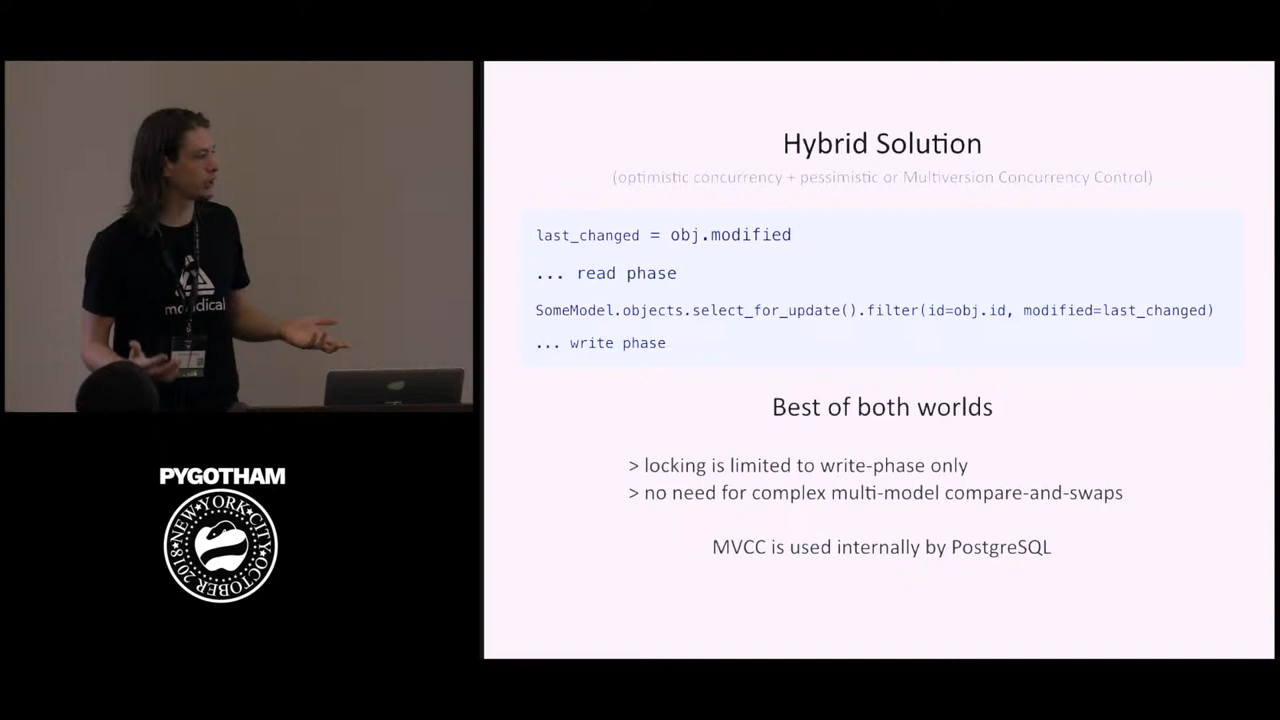 monadical
PYGOTHAM
NEW·YORK·CITY
OCTOBER 2018
Hybrid Solution
(optimistic concurrency + pessimistic or Multiversion Concurrency Control)
last_changed = obj.modified
... read phase
SomeModel.objects.select_for_update().filter(id=obj.id, modified=last_changed)
... write phase
Best of both worlds
> locking is limited to write-phase only
> no need for complex multi-model compare-and-swaps
MVCC is used internally by PostgreSQL